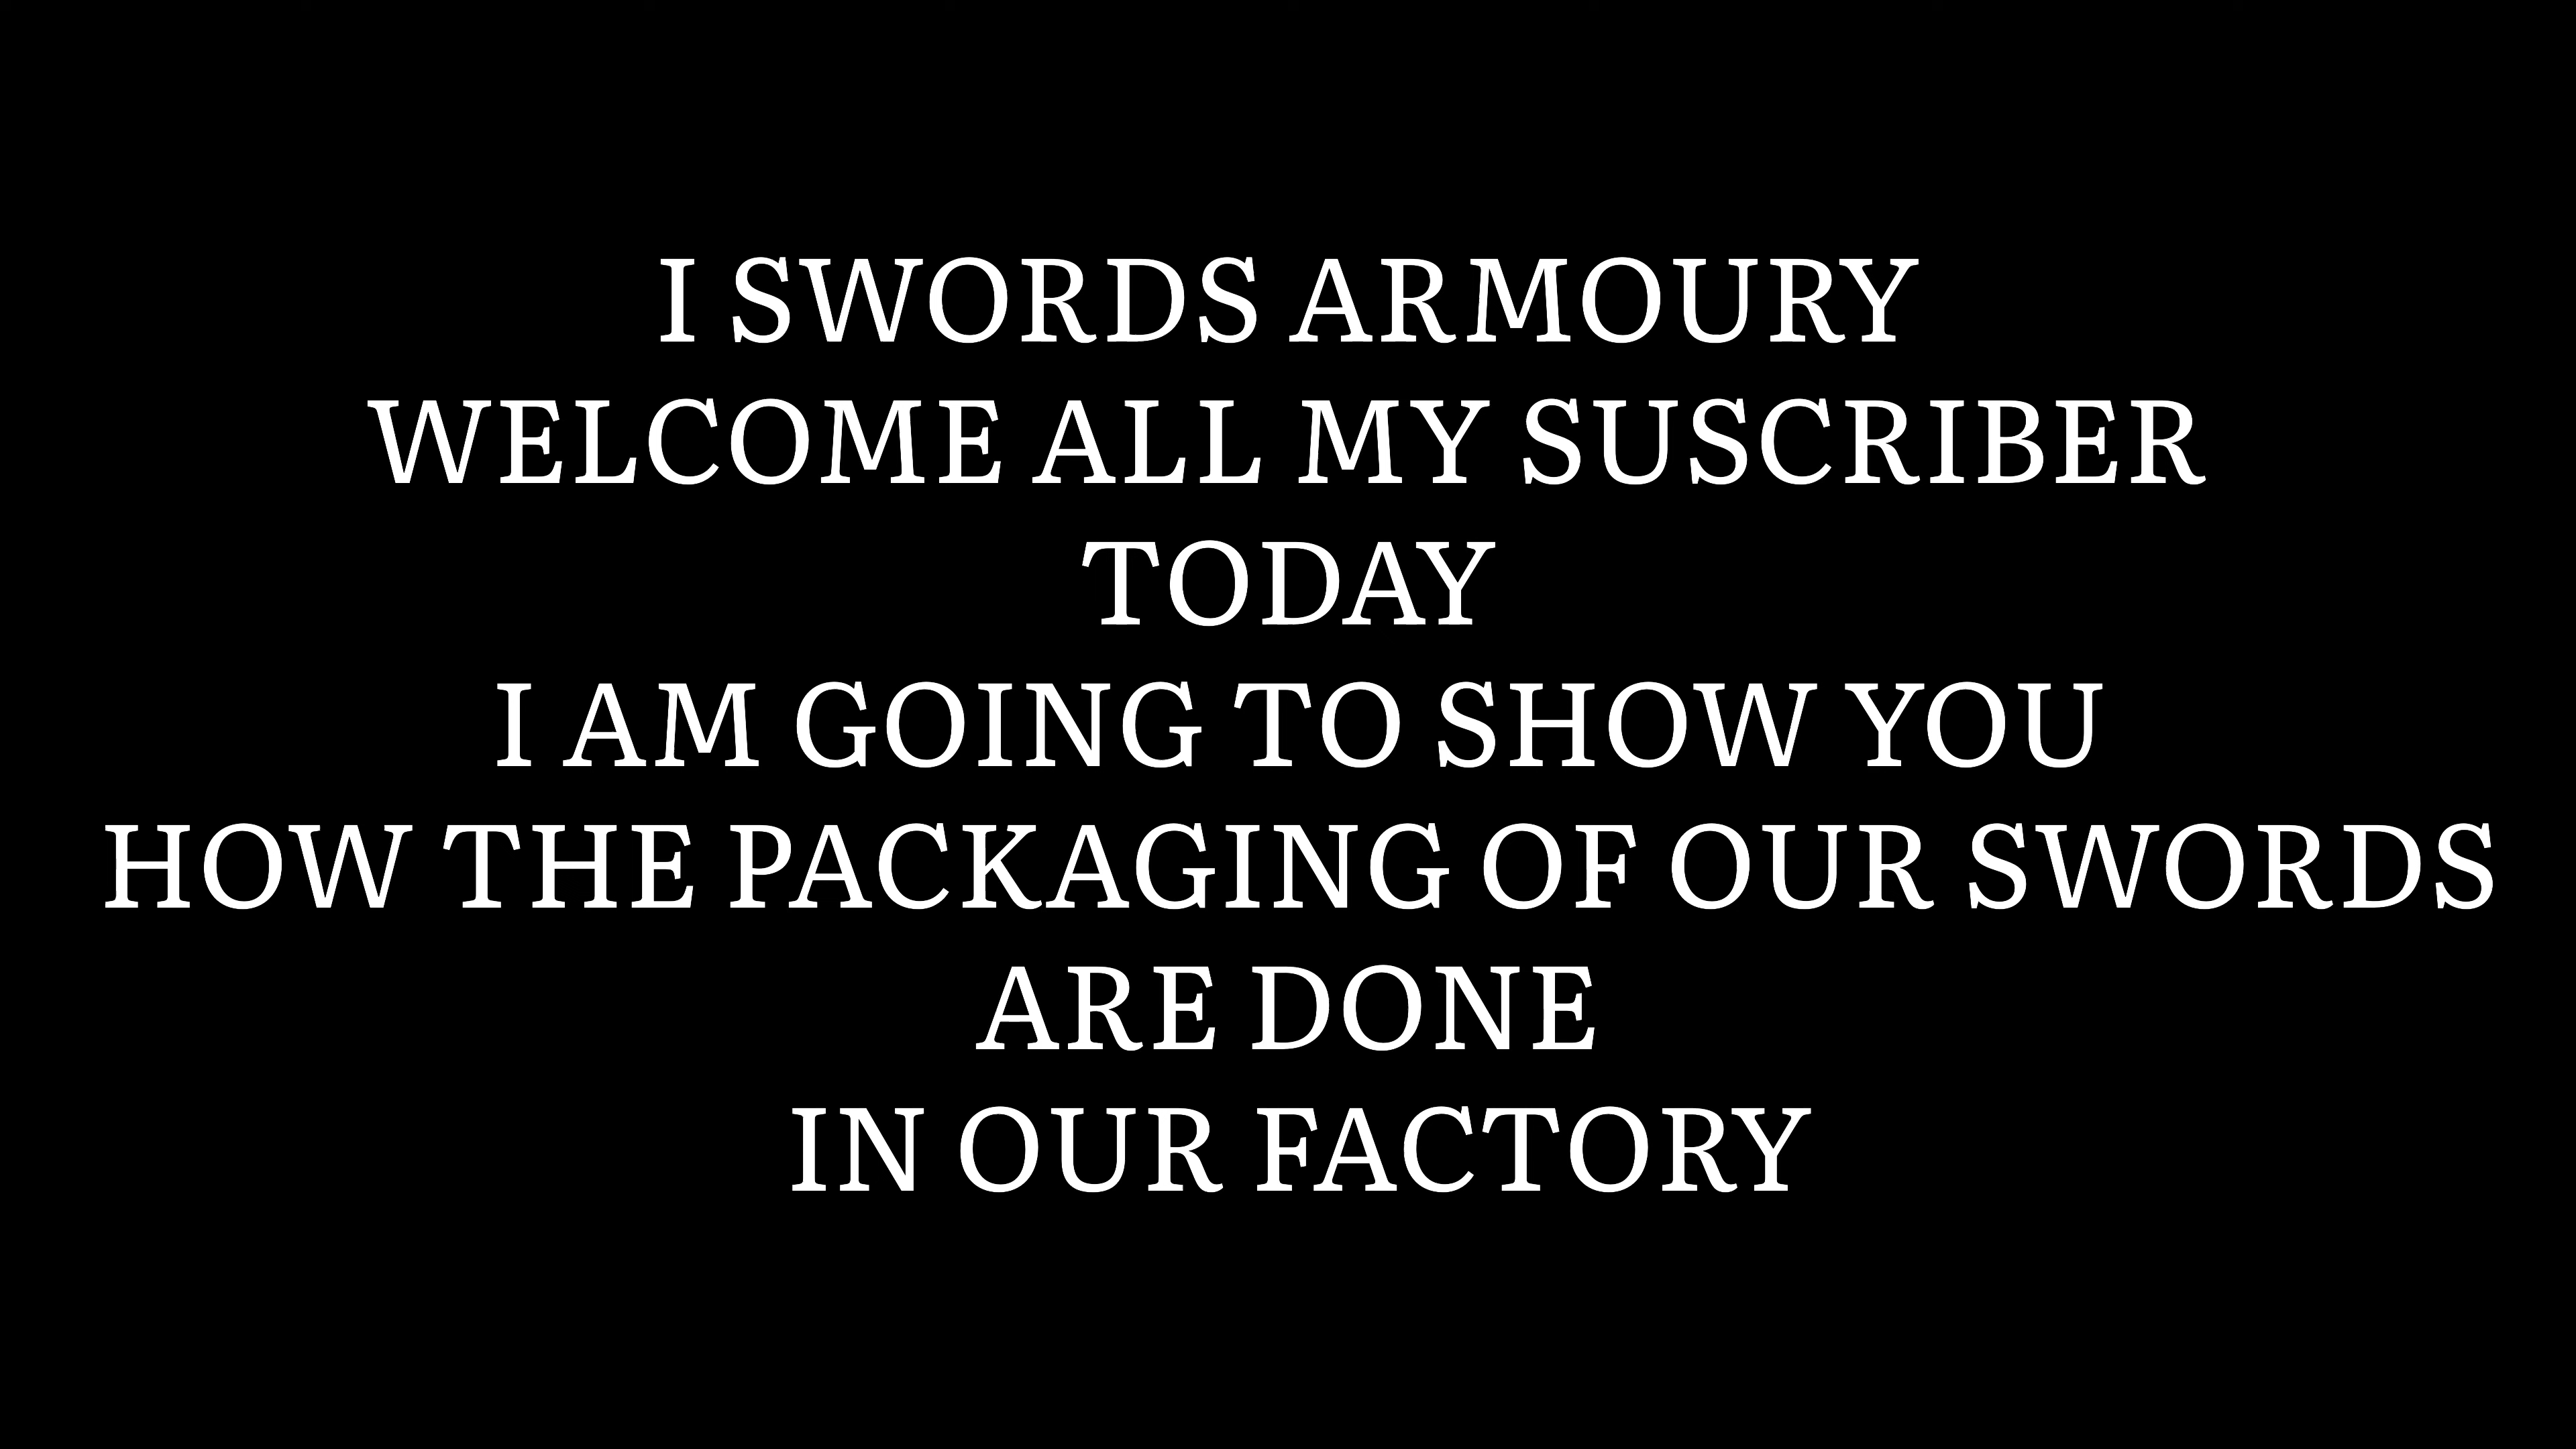 I SWORDS ARMOURY
WELCOME ALL MY SUSCRIBER
TODAY
I AM GOING TO SHOW YOU
HOW THE PACKAGING OF OUR SWORDS
ARE DONE
IN OUR FACTORY